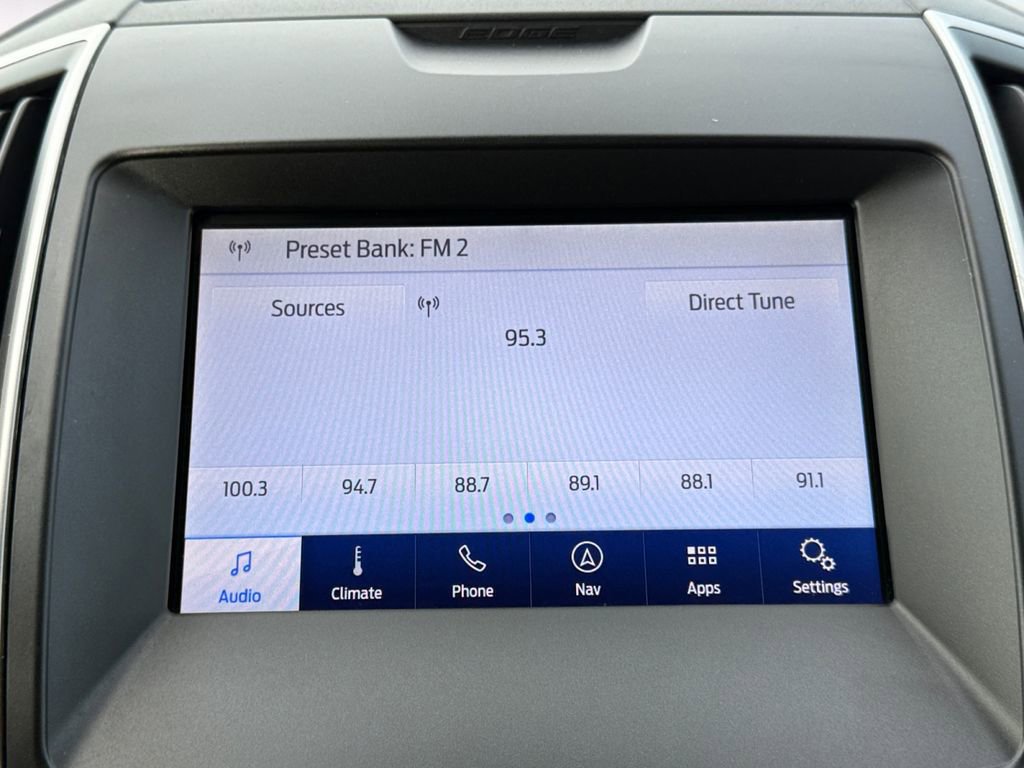 EDGE
Preset Bank: FM 2
Sources
Direct Tune
95.3
100.3 94.7 88.7 89.1 88.1 91.1
Audio Climate Phone Nav Apps Settings